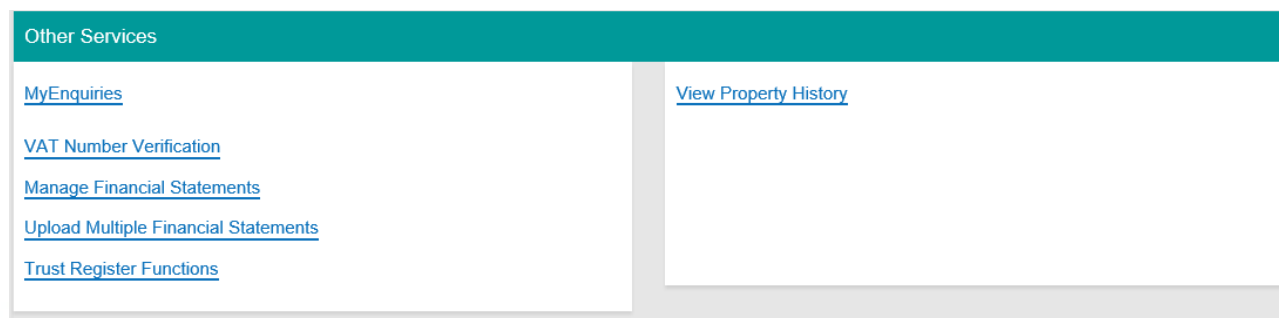 Other Services
MyEnquiries
View Property History
VAT Number Verification
Manage Financial Statements
Upload Multiple Financial Statements
Trust Register Functions